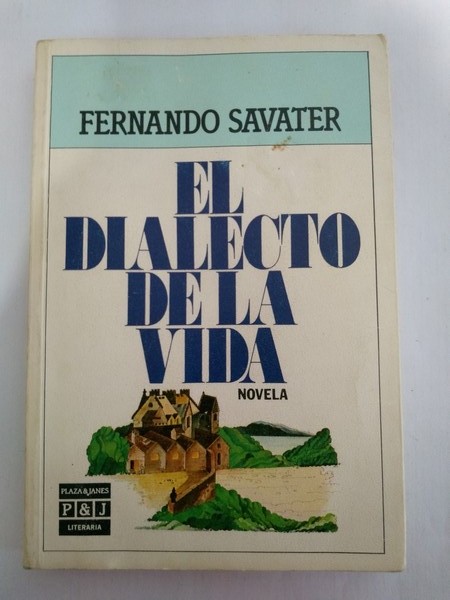 FERNANDO SAVATER
EL
DIALECTO
DE LA
VIDA
NOVELA
PLAZA & JANES
P & J
LITERARIA